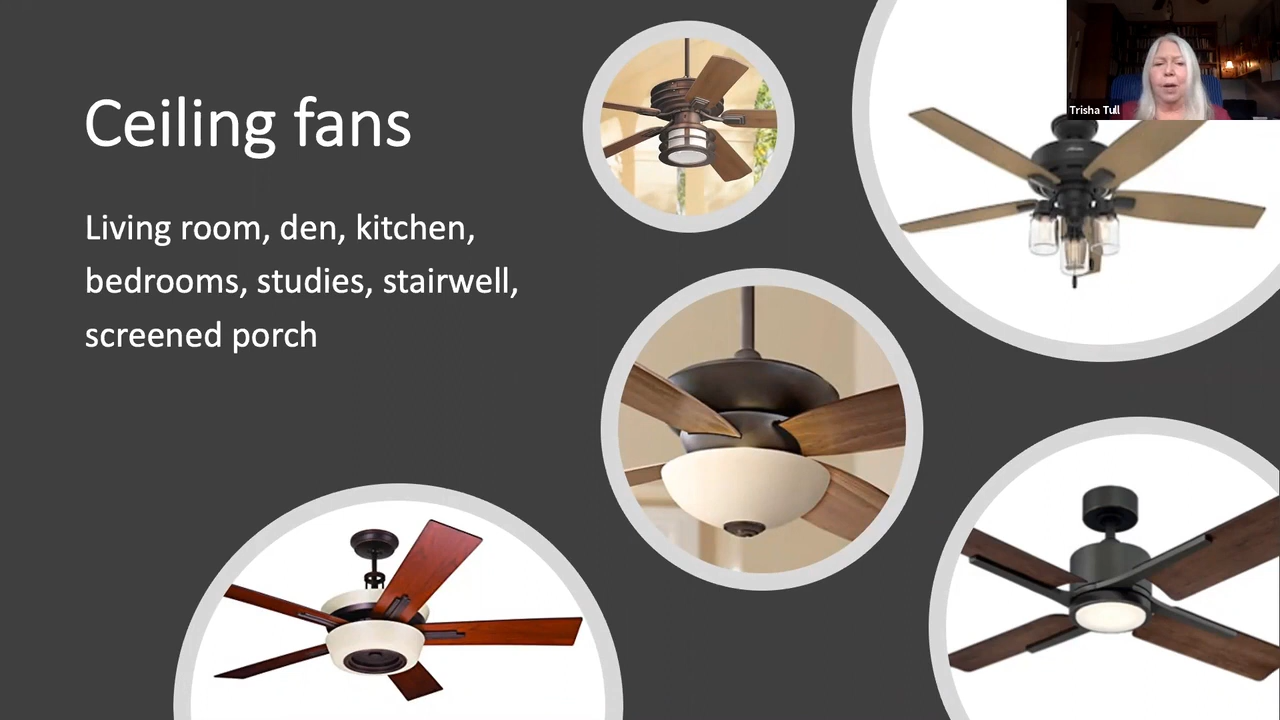 Ceiling fans
Living room, den, kitchen,
bedrooms, studies, stairwell,
screened porch
Trisha Tull